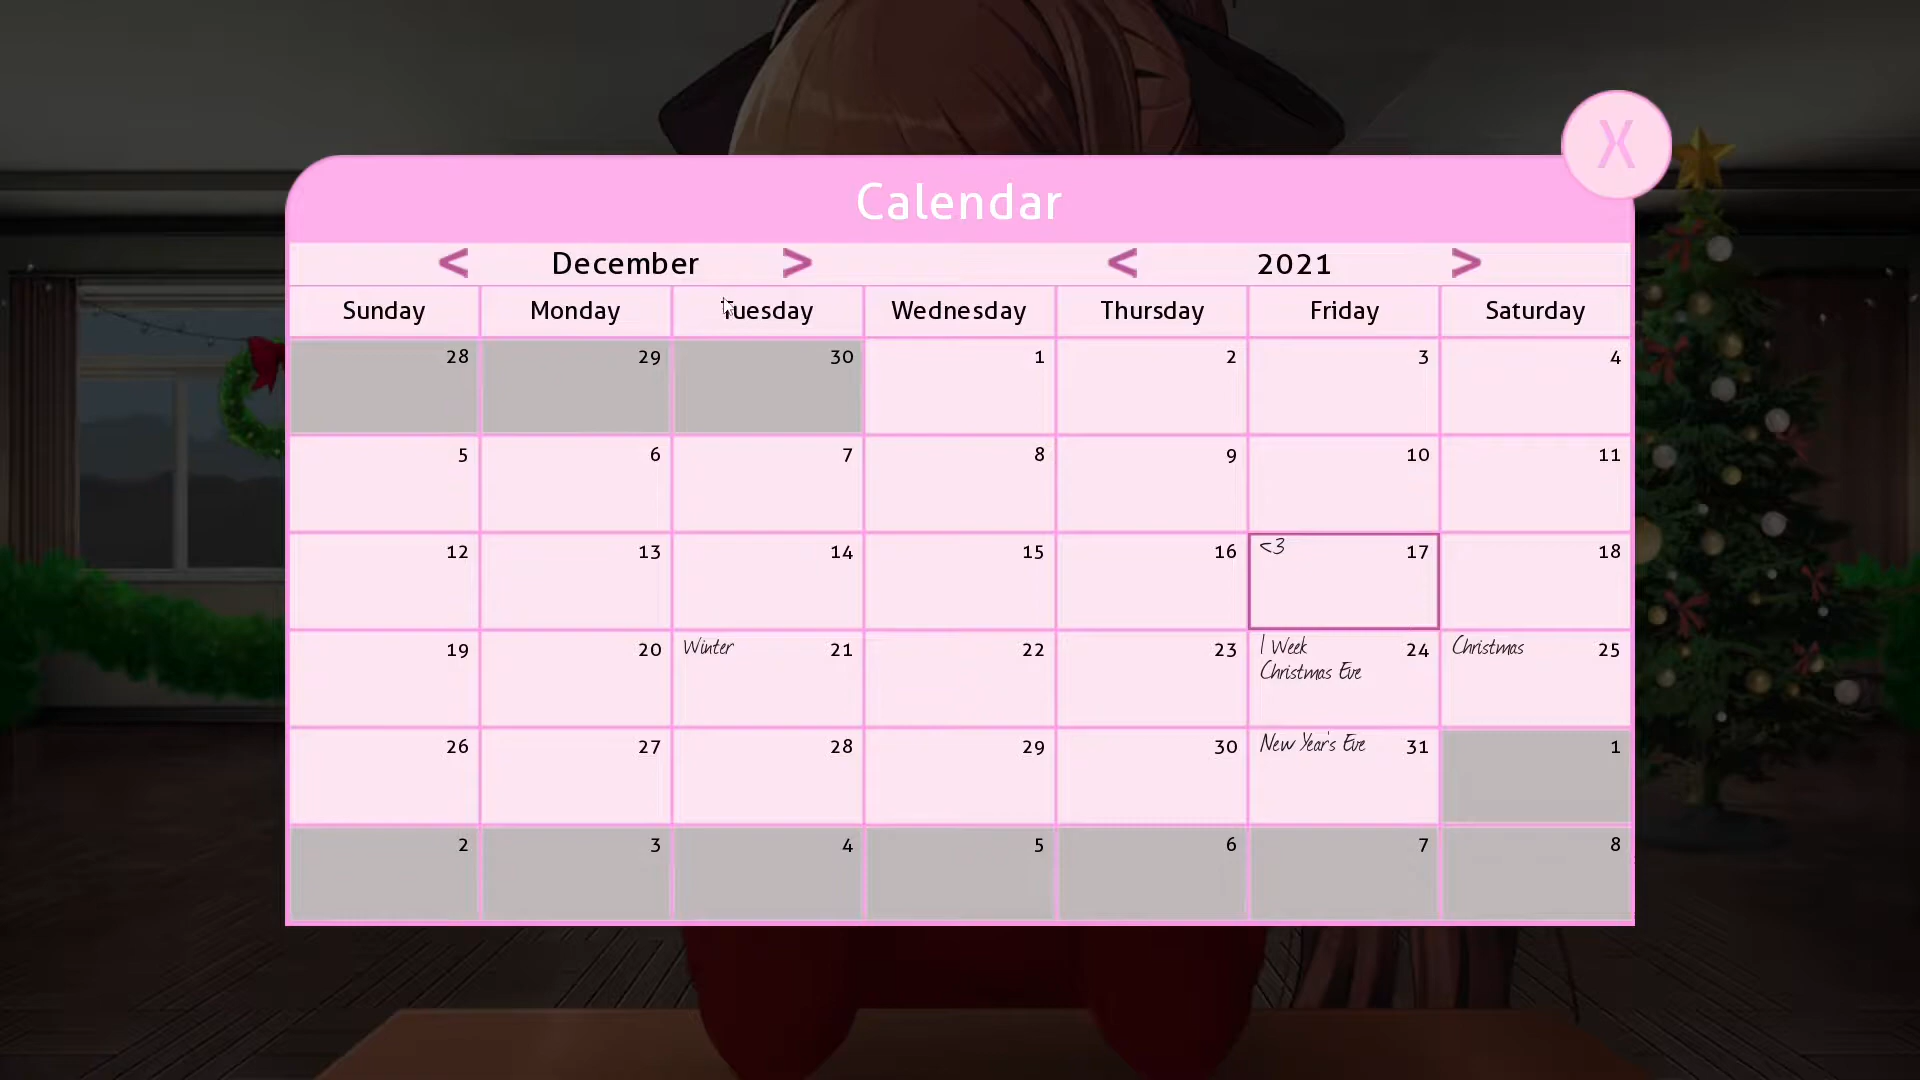 X
Calendar
< December > < 2021 >
Sunday Monday Tuesday Wednesday Thursday Friday Saturday
28 29 30 1 2 3 4
5 6 7 8 9 10 11
12 13 14 15 16 <3 17 18
19 20 Winter 21 22 23 1 Week 24 Christmas 25
Christmas Eve
26 27 28 29 30 New Year's Eve 31 1
2 3 4 5 6 7 8